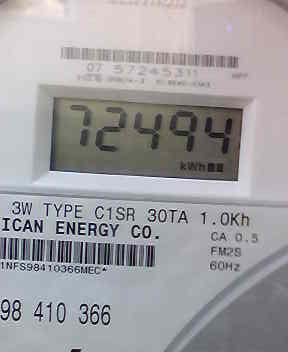 07 57245311
72494
kWh
3W TYPE C1SR 30TA 1.0Kh
ICAN ENERGY CO.
CA 0.5
FM2S
1NFS98410366MEC*
60Hz
98 410 366